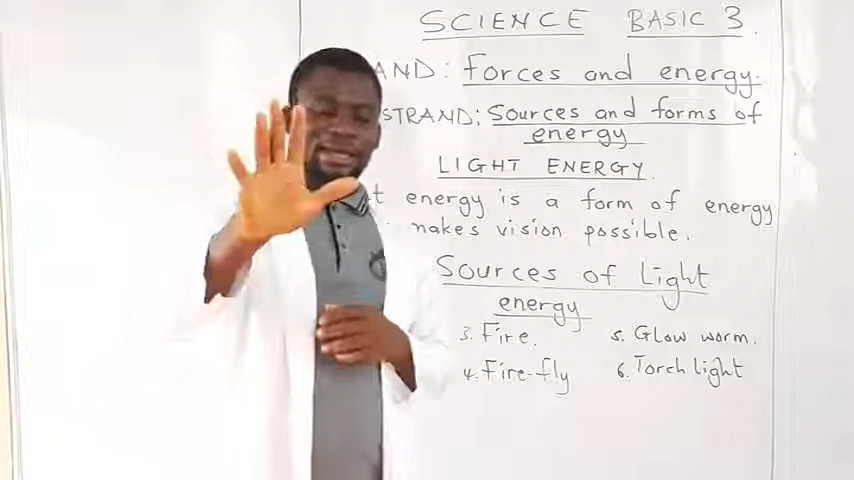 SCIENCE BASIC 3.
AND: Forces and energy.
STRAND: Sources and forms of
energy
LIGHT ENERGY.
t energy is a form of energy
makes vision possible.
Sources of Light
energy
3. Fire. 5. Glow worm.
4. Fire-fly 6. Torch light